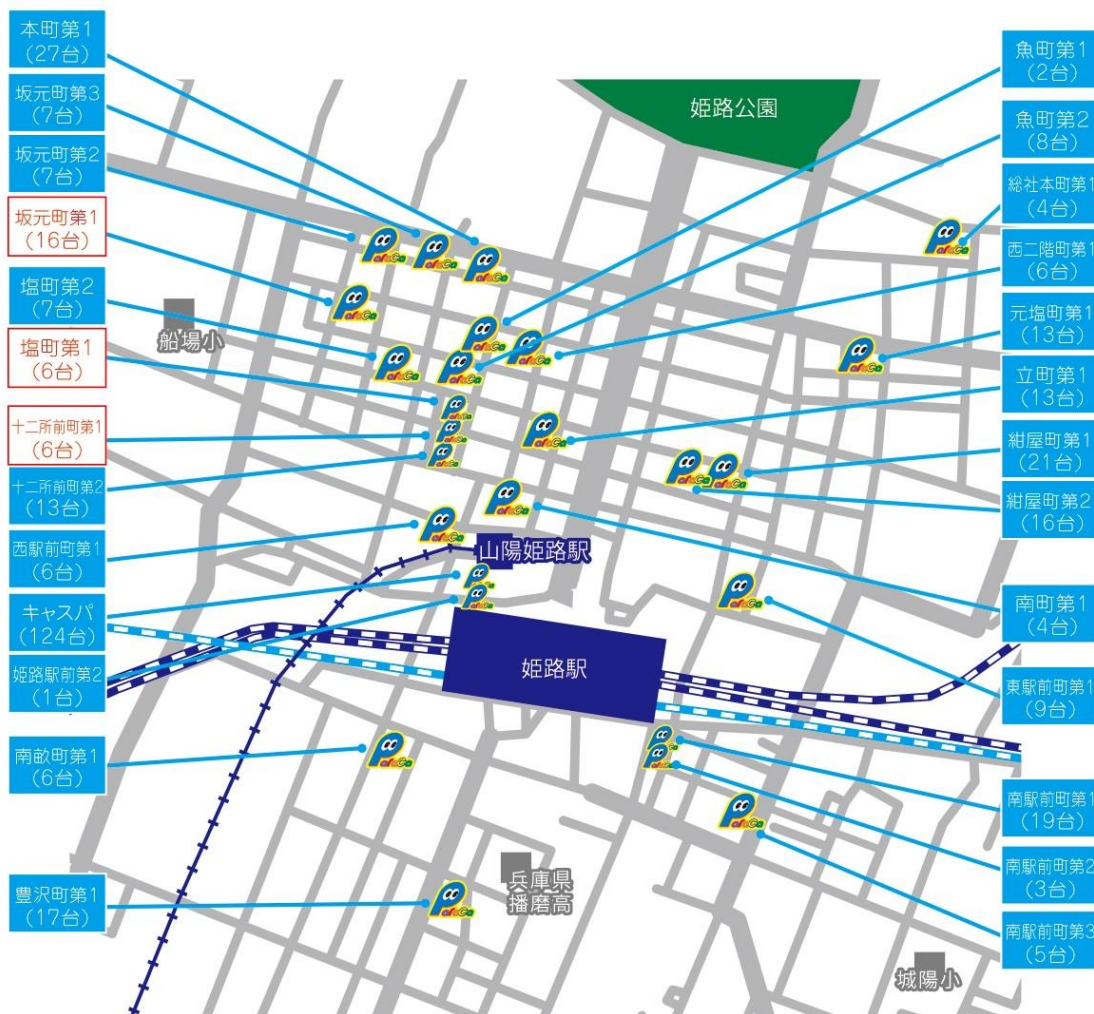 本町第1
(27台)
坂元町第3
(7台)
坂元町第2
(7台)
坂元町第1
(16台)
塩町第2
(7台)
塩町第1
(6台)
十二所前町第1
(6台)
十二所前町第2
(13台)
西駅前町第1
(6台)
キャスパ
(124台)
姫路駅前第2
(1台)
南畝町第1
(6台)
豊沢町第1
(17台)
姫路公園
船場小
山陽姫路駅
姫路駅
兵庫県
播磨高
城陽小
魚町第1
(2台)
魚町第2
(8台)
総社本町第1
(4台)
西二階町第1
(6台)
元塩町第1
(13台)
立町第1
(13台)
紺屋町第1
(21台)
紺屋町第2
(16台)
南町第1
(4台)
東駅前町第1
(9台)
南駅前町第1
(19台)
南駅前町第2
(3台)
南駅前町第3
(5台)